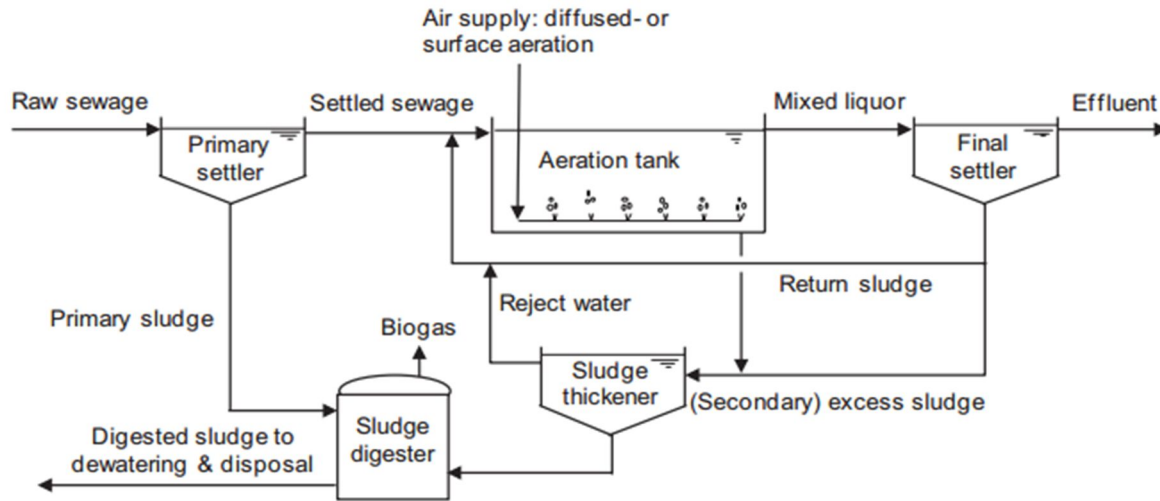 Air supply: diffused- or
surface aeration
Raw sewage
Settled sewage
Mixed liquor
Effluent
Primary
settler
Aeration tank
Final
settler
Return sludge
Reject water
Primary sludge
Biogas
Sludge
thickener
(Secondary) excess sludge
Sludge
digester
Digested sludge to
dewatering & disposal